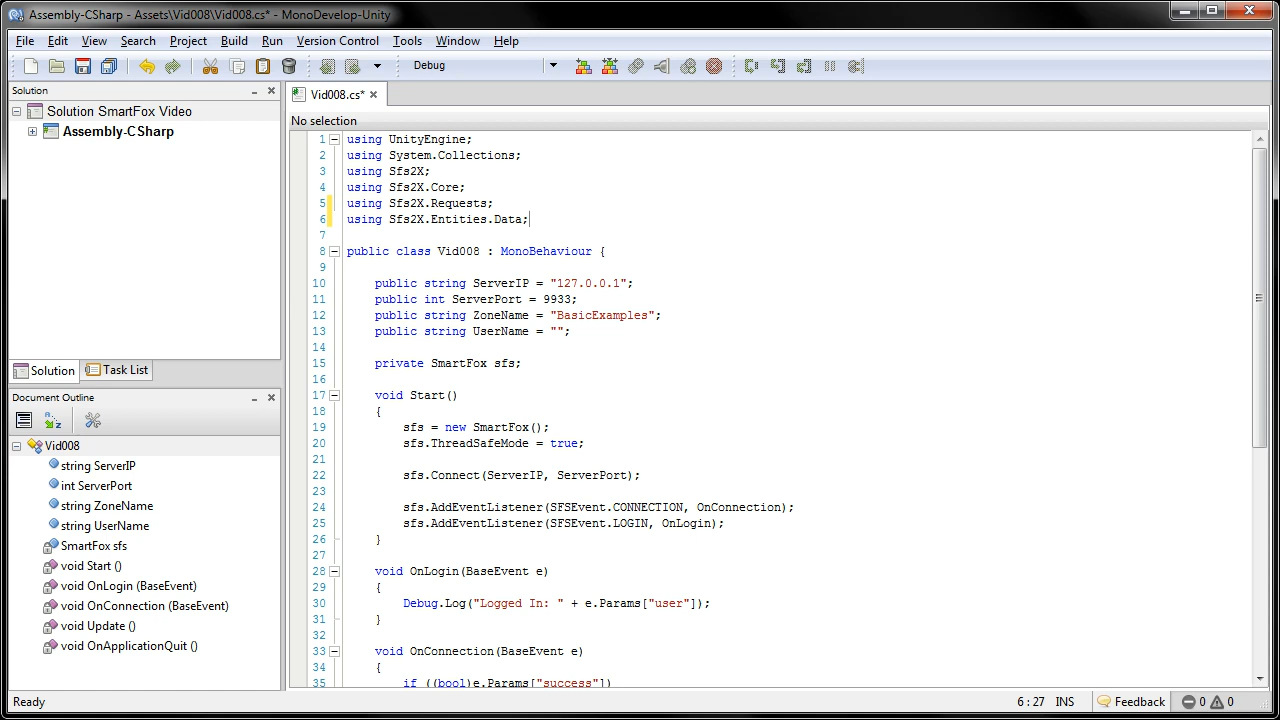 Assembly-CSharp - Assets\Vid008\Vid008.cs* - MonoDevelop-Unity
File Edit View Search Project Build Run Version Control Tools Window Help
Debug
Solution
Solution SmartFox Video
Assembly-CSharp
Solution Task List
Document Outline
Vid008
string ServerIP
int ServerPort
string ZoneName
string UserName
SmartFox sfs
void Start ()
void OnLogin (BaseEvent)
void OnConnection (BaseEvent)
void Update ()
void OnApplicationQuit ()
Vid008.cs*
No selection
1 using UnityEngine;
2 using System.Collections;
3 using Sfs2X;
4 using Sfs2X.Core;
5 using Sfs2X.Requests;
6 using Sfs2X.Entities.Data;
7
8 public class Vid008 : MonoBehaviour {
9
10 public string ServerIP = "127.0.0.1";
11 public int ServerPort = 9933;
12 public string ZoneName = "BasicExamples";
13 public string UserName = "";
14
15 private SmartFox sfs;
16
17 void Start()
18 {
19 sfs = new SmartFox();
20 sfs.ThreadSafeMode = true;
21
22 sfs.Connect(ServerIP, ServerPort);
23
24 sfs.AddEventListener(SFSEvent.CONNECTION, OnConnection);
25 sfs.AddEventListener(SFSEvent.LOGIN, OnLogin);
26 }
27
28 void OnLogin(BaseEvent e)
29 {
30 Debug.Log("Logged In: " + e.Params["user"]);
31 }
32
33 void OnConnection(BaseEvent e)
34 {
35 if ((bool)e.Params["success"])
Ready
6 : 27 INS Feedback 0 0